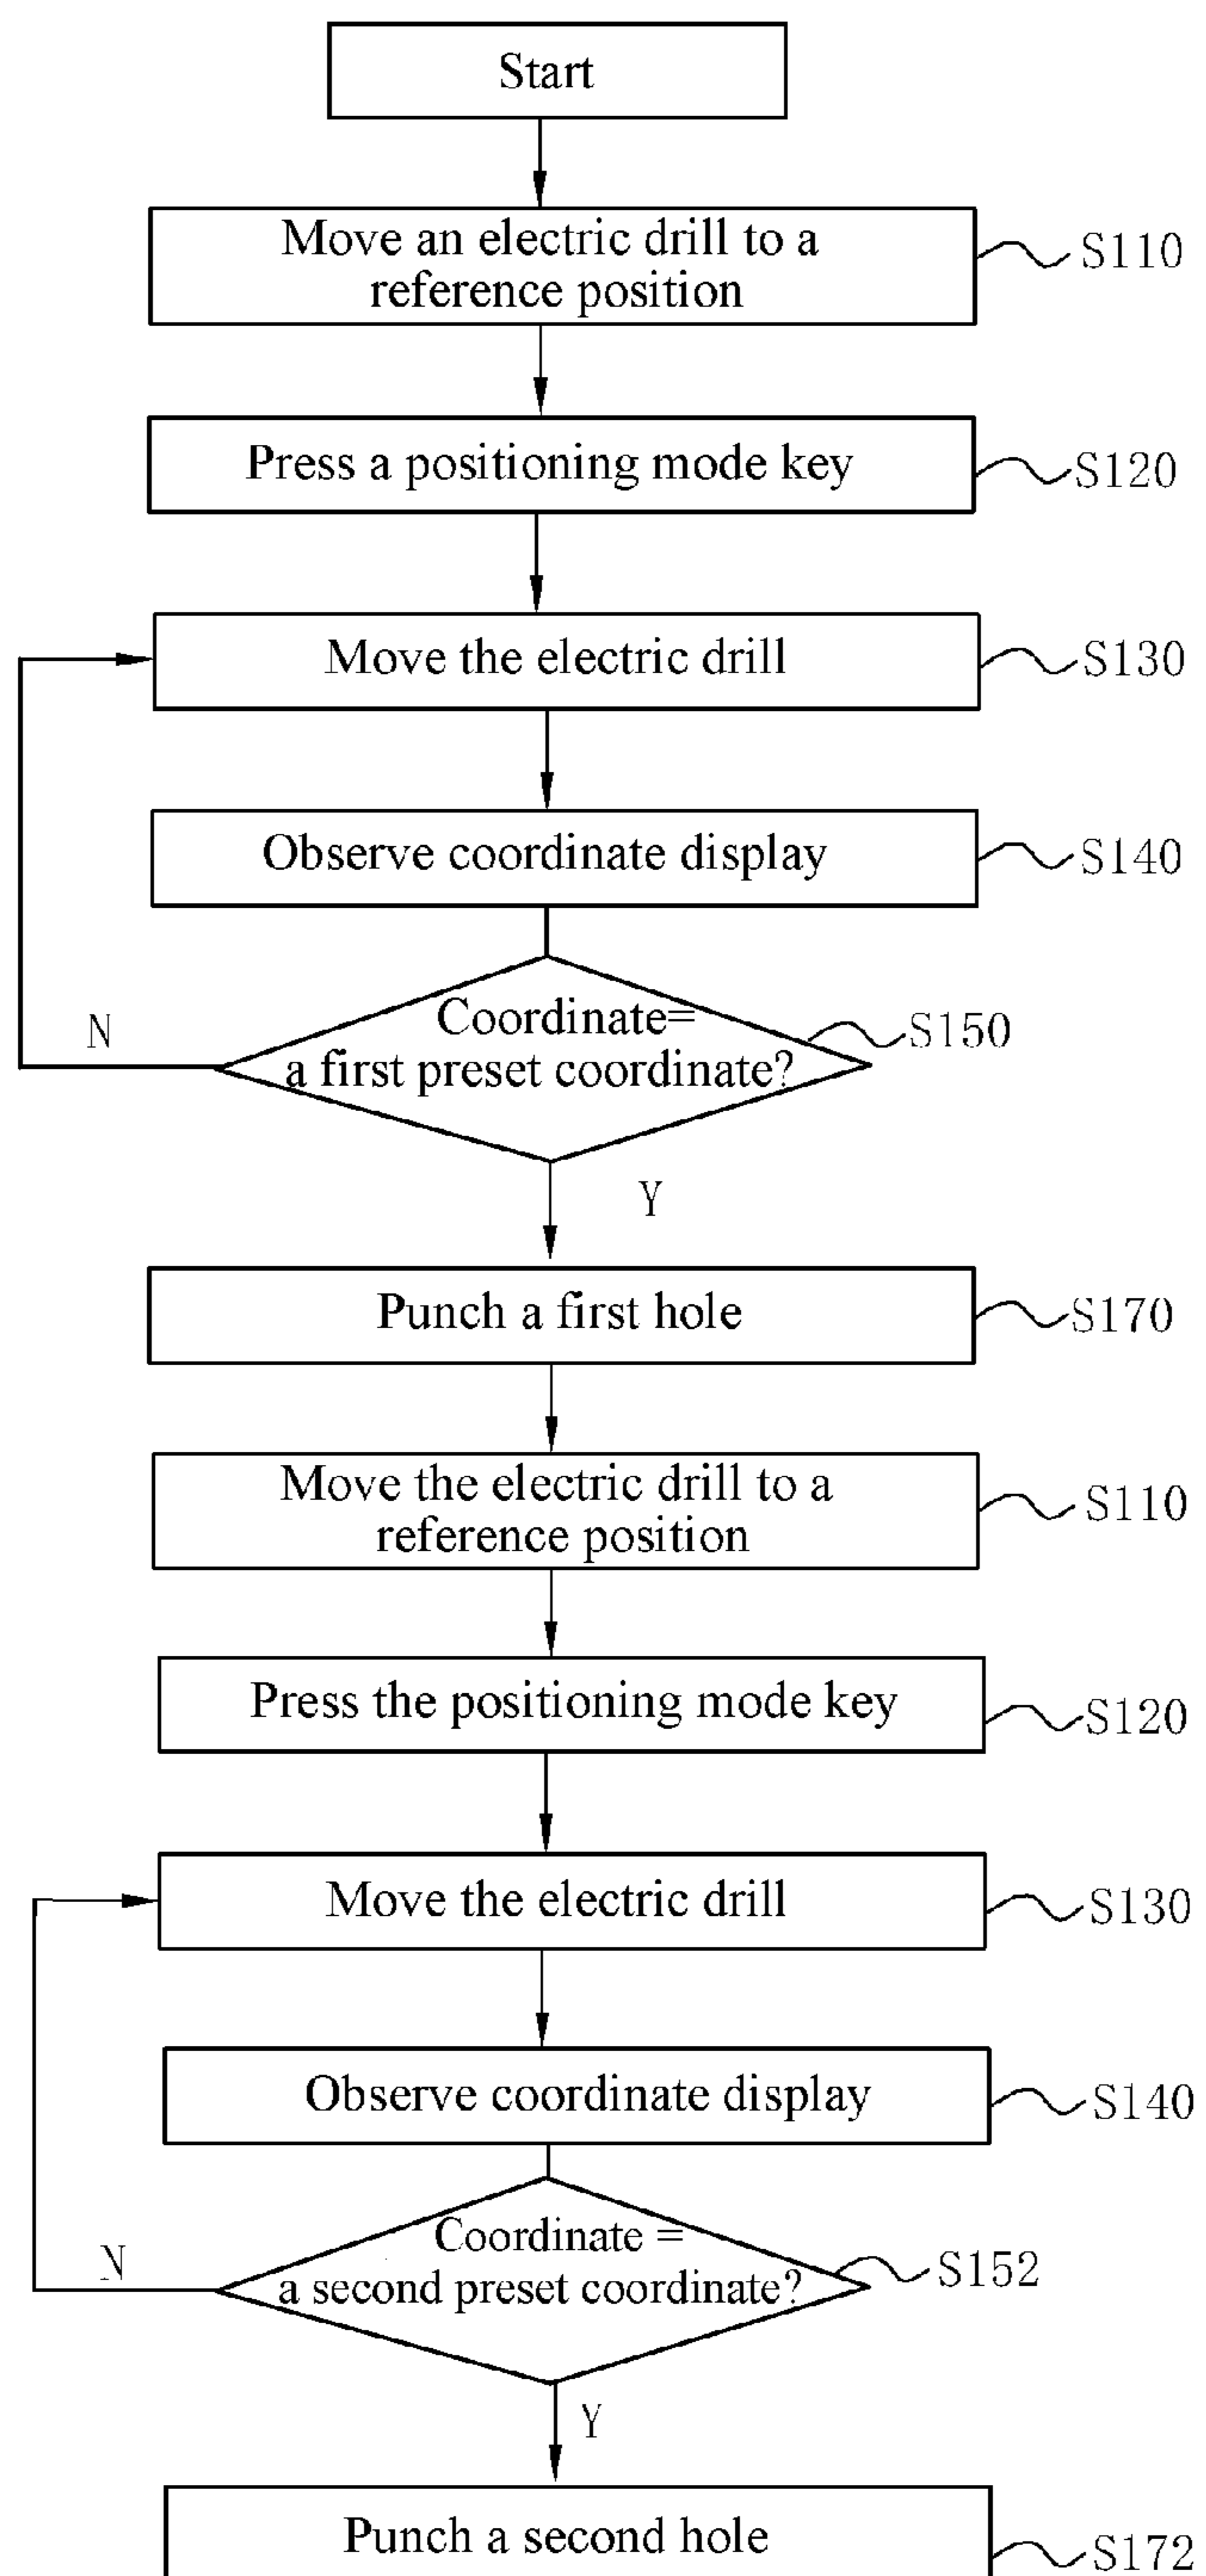 Start
Move an electric drill to a
reference position
S110
Press a positioning mode key
S120
Move the electric drill
S130
Observe coordinate display
S140
Coordinate=
a first preset coordinate?
S150
N
Y
Punch a first hole
S170
Move the electric drill to a
reference position
S110
Press the positioning mode key
S120
Move the electric drill
S130
Observe coordinate display
S140
Coordinate =
a second preset coordinate?
S152
N
Y
Punch a second hole
S172